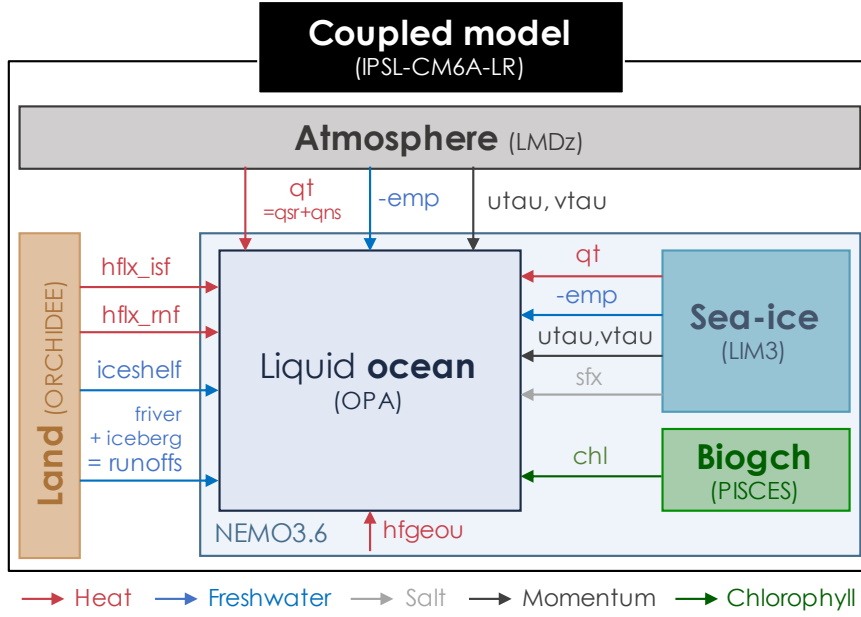 Coupled model
(IPSL-CM6A-LR)
Atmosphere (LMDz)
qt
=qsr+qns
-emp
utau, vtau
Land (ORCHIDEE)
hflx_isf
hflx_rnf
iceshelf
friver
+ iceberg
= runoffs
Liquid ocean
(OPA)
qt
-emp
utau,vtau
sfx
Sea-ice
(LIM3)
chl
Biogch
(PISCES)
NEMO3.6
hfgeou
Heat
Freshwater
Salt
Momentum
Chlorophyll